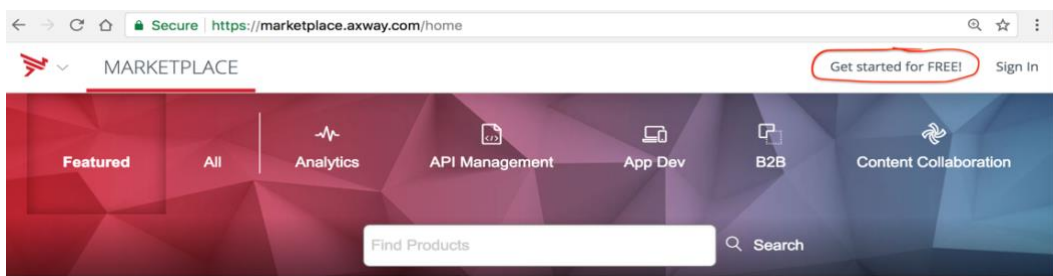 Secure https://marketplace.axway.com/home
MARKETPLACE Get started for FREE! Sign In
Featured All Analytics API Management App Dev B2B Content Collaboration
Find Products Search